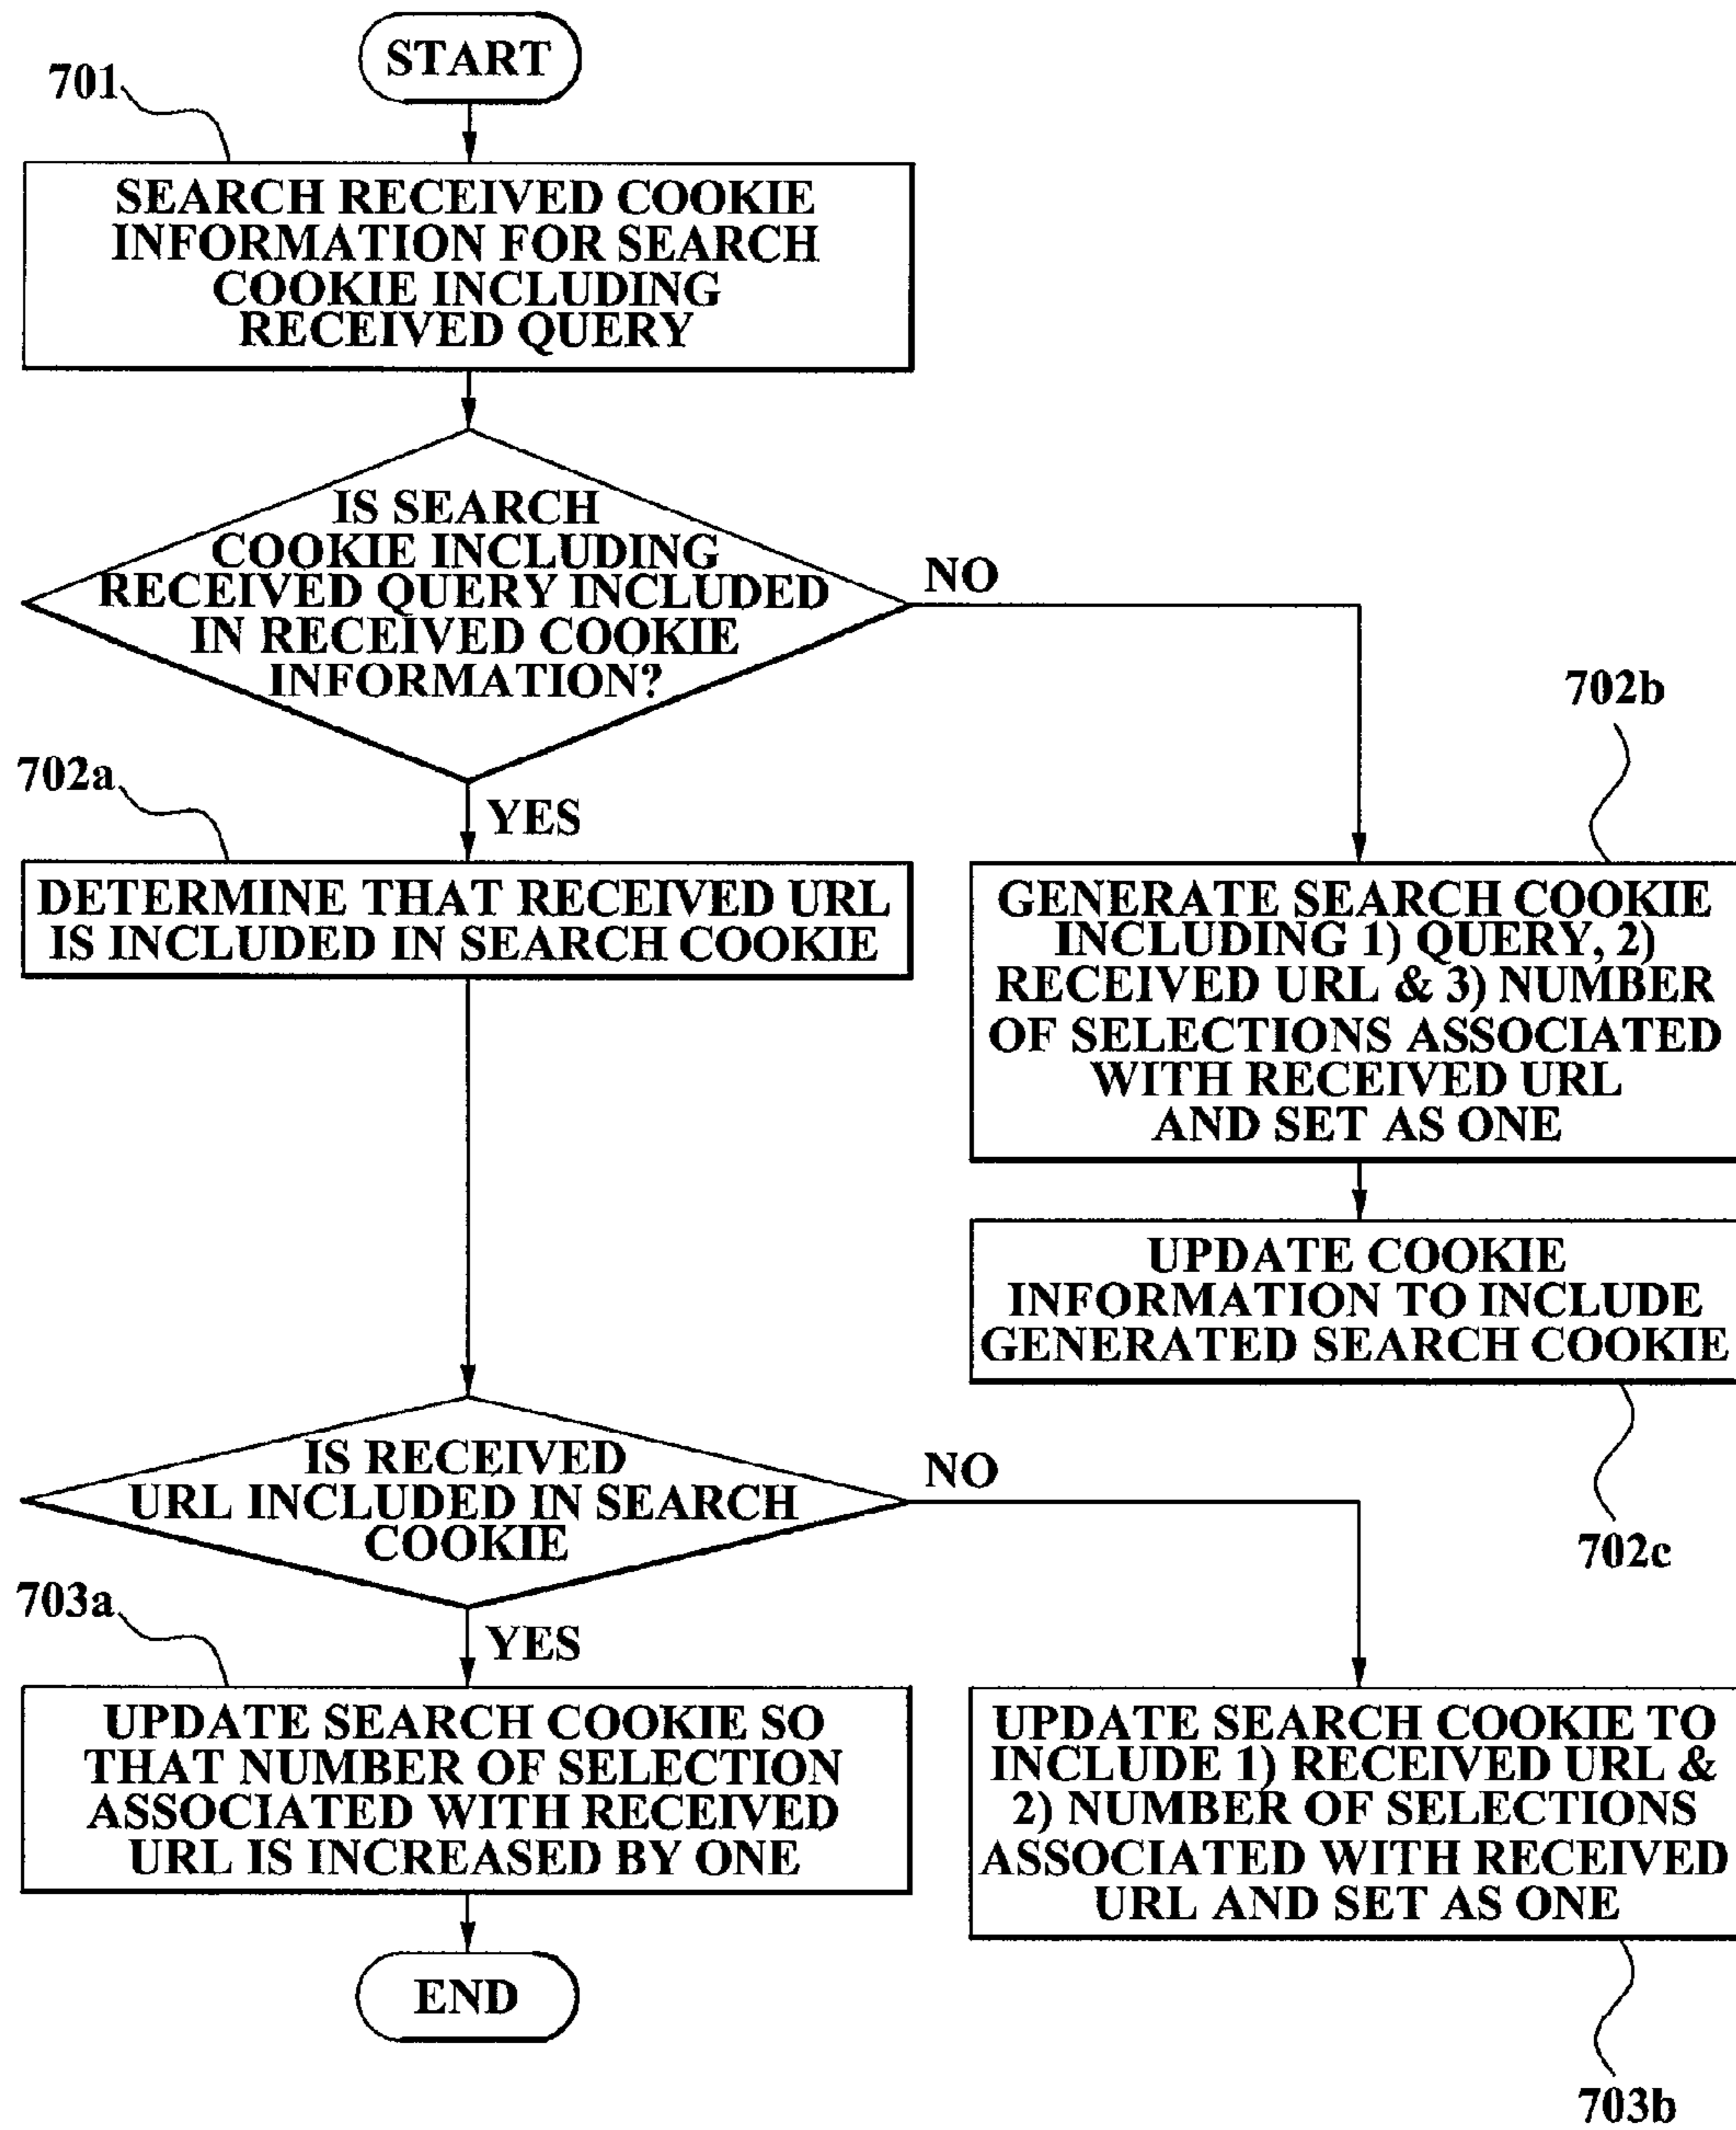 START
701
SEARCH RECEIVED COOKIE
INFORMATION FOR SEARCH
COOKIE INCLUDING
RECEIVED QUERY
IS SEARCH
COOKIE INCLUDING
RECEIVED QUERY INCLUDED
IN RECEIVED COOKIE
INFORMATION?
NO
702b
702a
YES
DETERMINE THAT RECEIVED URL
IS INCLUDED IN SEARCH COOKIE
GENERATE SEARCH COOKIE
INCLUDING 1) QUERY, 2)
RECEIVED URL & 3) NUMBER
OF SELECTIONS ASSOCIATED
WITH RECEIVED URL
AND SET AS ONE
UPDATE COOKIE
INFORMATION TO INCLUDE
GENERATED SEARCH COOKIE
702c
IS RECEIVED
URL INCLUDED IN SEARCH
COOKIE
NO
703a
YES
UPDATE SEARCH COOKIE SO
THAT NUMBER OF SELECTION
ASSOCIATED WITH RECEIVED
URL IS INCREASED BY ONE
UPDATE SEARCH COOKIE TO
INCLUDE 1) RECEIVED URL &
2) NUMBER OF SELECTIONS
ASSOCIATED WITH RECEIVED
URL AND SET AS ONE
END
703b